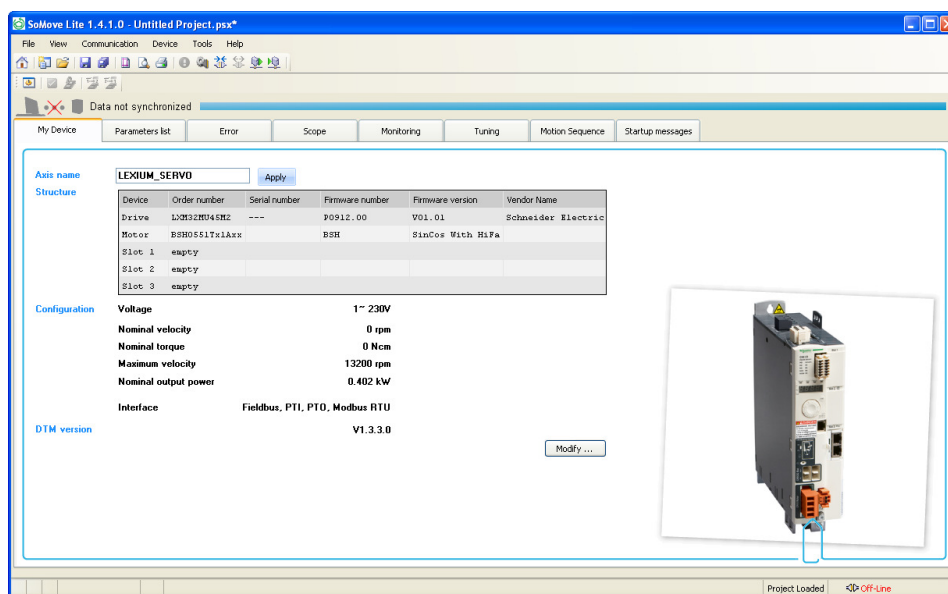 SoMove Lite 1.4.1.0 - Untitled Project.psx*
File View Communication Device Tools Help
Data not synchronized
My Device Parameters list Error Scope Monitoring Tuning Motion Sequence Startup messages
Axis name LEXIUM_SERVO Apply
Structure
Device Order number Serial number Firmware number Firmware version Vendor Name
Drive LXM32MU45M2 --- P0912.00 V01.01 Schneider Electric
Motor BSH0551Tx1Axx BSH SinCos With HiFa
Slot 1 empty
Slot 2 empty
Slot 3 empty
Configuration Voltage 1~ 230V
Nominal velocity 0 rpm
Nominal torque 0 Ncm
Maximum velocity 13200 rpm
Nominal output power 0.402 kW
Interface Fieldbus, PTI, PTO, Modbus RTU
DTM version V1.3.3.0
Modify ...
Project Loaded Off-Line